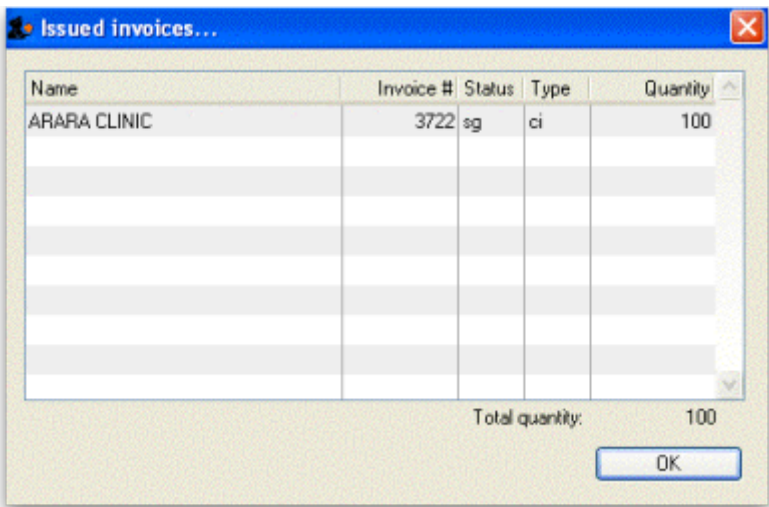 Issued invoices...
Name Invoice # Status Type Quantity
ARARA CLINIC 3722 sg ci 100
Total quantity: 100
OK